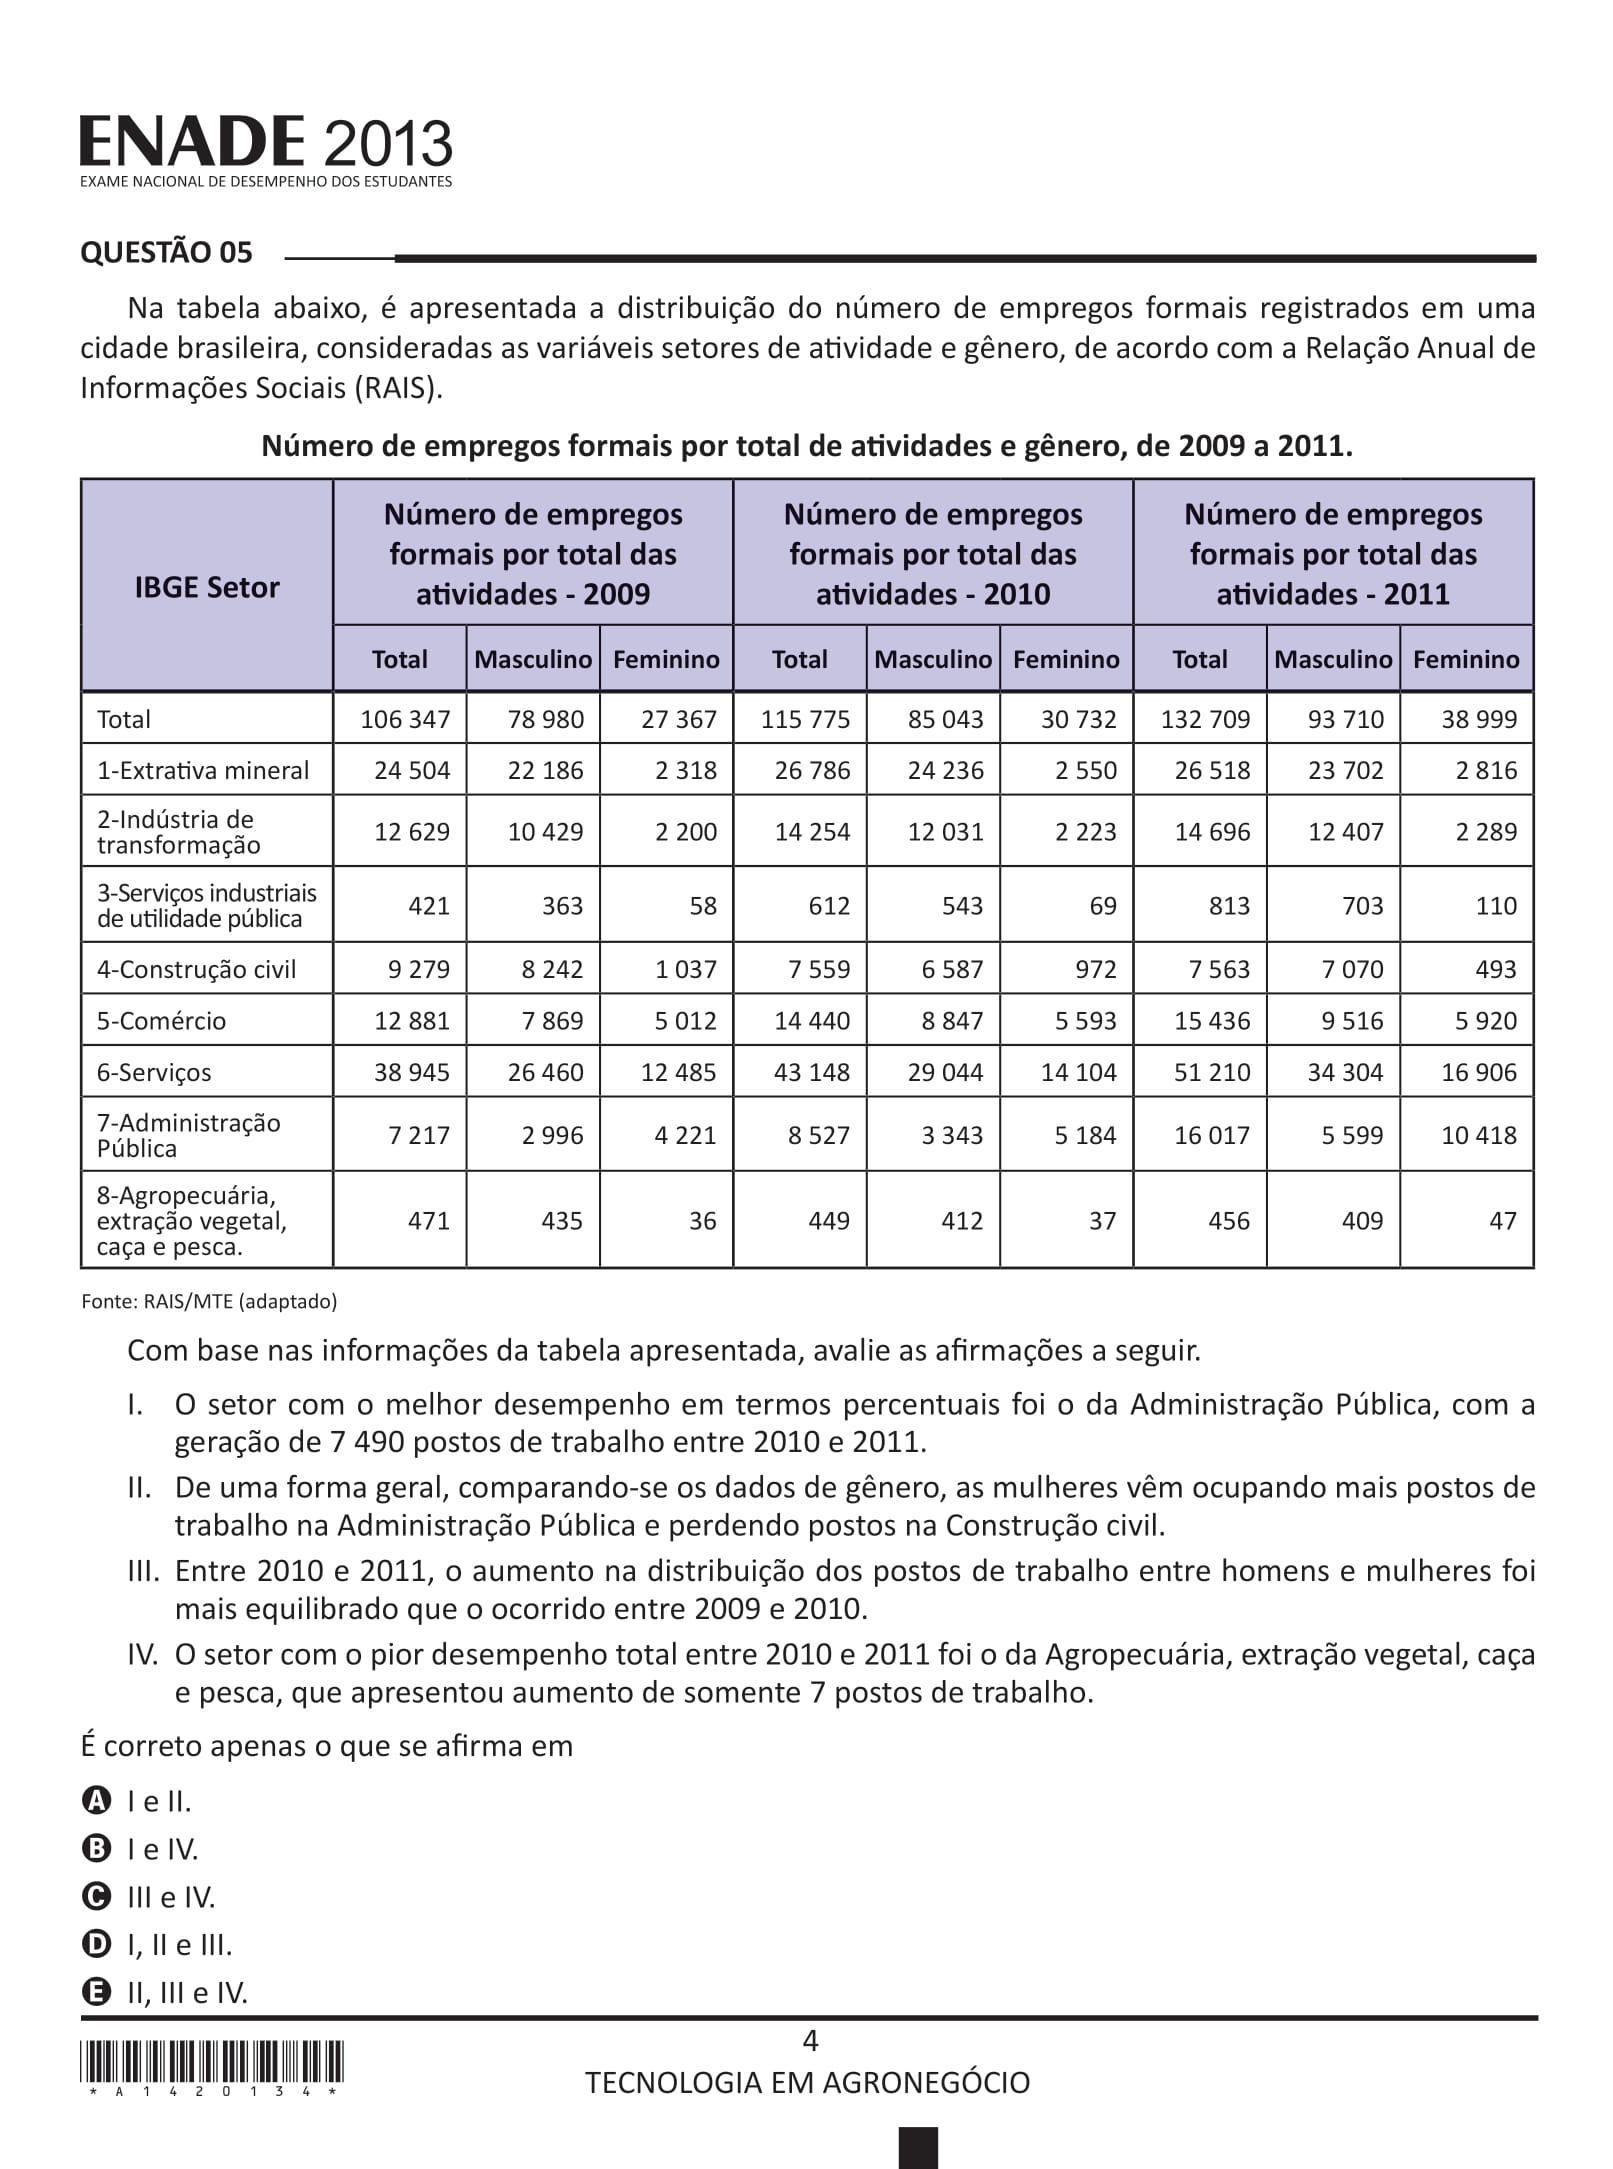 ENADE 2013
EXAME NACIONAL DE DESEMPENHO DOS ESTUDANTES
QUESTÃO 05
Na tabela abaixo, é apresentada a distribuição do número de empregos formais registrados em uma
cidade brasileira, consideradas as variáveis setores de atividade e gênero, de acordo com a Relação Anual de
Informações Sociais (RAIS).
Número de empregos formais por total de atividades e gênero, de 2009 a 2011.
IBGE Setor
Número de empregos
formais por total das
atividades - 2009
Número de empregos
formais por total das
atividades - 2010
Número de empregos
formais por total das
atividades - 2011
Total Masculino Feminino Total Masculino Feminino Total Masculino Feminino
Total 106 347 78 980 27 367 115 775 85 043 30 732 132 709 93 710 38 999
1-Extrativa mineral 24 504 22 186 2 318 26 786 24 236 2 550 26 518 23 702 2 816
2-Indústria de
transformação 12 629 10 429 2 200 14 254 12 031 2 223 14 696 12 407 2 289
3-Serviços industriais
de utilidade pública 421 363 58 612 543 69 813 703 110
4-Construção civil 9 279 8 242 1 037 7 559 6 587 972 7 563 7 070 493
5-Comércio 12 881 7 869 5 012 14 440 8 847 5 593 15 436 9 516 5 920
6-Serviços 38 945 26 460 12 485 43 148 29 044 14 104 51 210 34 304 16 906
7-Administração
Pública 7 217 2 996 4 221 8 527 3 343 5 184 16 017 5 599 10 418
8-Agropecuária,
extração vegetal,
caça e pesca. 471 435 36 449 412 37 456 409 47
Fonte: RAIS/MTE (adaptado)
Com base nas informações da tabela apresentada, avalie as afirmações a seguir.
I. O setor com o melhor desempenho em termos percentuais foi o da Administração Pública, com a
geração de 7 490 postos de trabalho entre 2010 e 2011.
II. De uma forma geral, comparando-se os dados de gênero, as mulheres vêm ocupando mais postos de
trabalho na Administração Pública e perdendo postos na Construção civil.
III. Entre 2010 e 2011, o aumento na distribuição dos postos de trabalho entre homens e mulheres foi
mais equilibrado que o ocorrido entre 2009 e 2010.
IV. O setor com o pior desempenho total entre 2010 e 2011 foi o da Agropecuária, extração vegetal, caça
e pesca, que apresentou aumento de somente 7 postos de trabalho.
É correto apenas o que se afirma em
A I e II.
B I e IV.
C III e IV.
D I, II e III.
E II, III e IV.
4
TECNOLOGIA EM AGRONEGÓCIO
*A1420134*